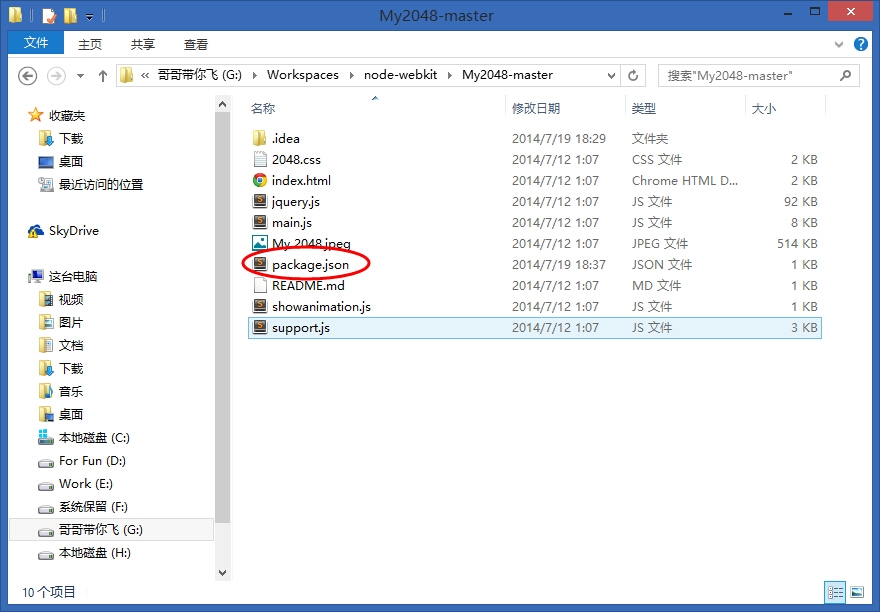 My2048-master
文件 主页 共享 查看
« 哥哥带你飞 (G:) Workspaces node-webkit My2048-master 搜索"My2048-master"
收藏夹
下载
桌面
最近访问的位置
SkyDrive
这台电脑
视频
图片
文档
下载
音乐
桌面
本地磁盘 (C:)
For Fun (D:)
Work (E:)
系统保留 (F:)
哥哥带你飞 (G:)
本地磁盘 (H:)
名称 修改日期 类型 大小
.idea 2014/7/19 18:29 文件夹
2048.css 2014/7/12 1:07 CSS 文件 2 KB
index.html 2014/7/12 1:07 Chrome HTML D... 2 KB
jquery.js 2014/7/12 1:07 JS 文件 92 KB
main.js 2014/7/12 1:07 JS 文件 8 KB
My 2048.jpeg 2014/7/12 1:07 JPEG 文件 514 KB
package.json 2014/7/19 18:37 JSON 文件 1 KB
README.md 2014/7/12 1:07 MD 文件 1 KB
showanimation.js 2014/7/12 1:07 JS 文件 1 KB
support.js 2014/7/12 1:07 JS 文件 3 KB
10 个项目